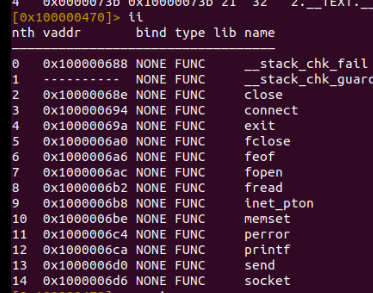 4 0x0000073b 0x10000073b 21 32 2.__TEXT.__
[0x100000470]> ii
nth vaddr bind type lib name
0 0x100000688 NONE FUNC __stack_chk_fail
1 ---------- NONE FUNC __stack_chk_guar
2 0x10000068e NONE FUNC close
3 0x100000694 NONE FUNC connect
4 0x10000069a NONE FUNC exit
5 0x1000006a0 NONE FUNC fclose
6 0x1000006a6 NONE FUNC feof
7 0x1000006ac NONE FUNC fopen
8 0x1000006b2 NONE FUNC fread
9 0x1000006b8 NONE FUNC inet_pton
10 0x1000006be NONE FUNC memset
11 0x1000006c4 NONE FUNC perror
12 0x1000006ca NONE FUNC printf
13 0x1000006d0 NONE FUNC send
14 0x1000006d6 NONE FUNC socket